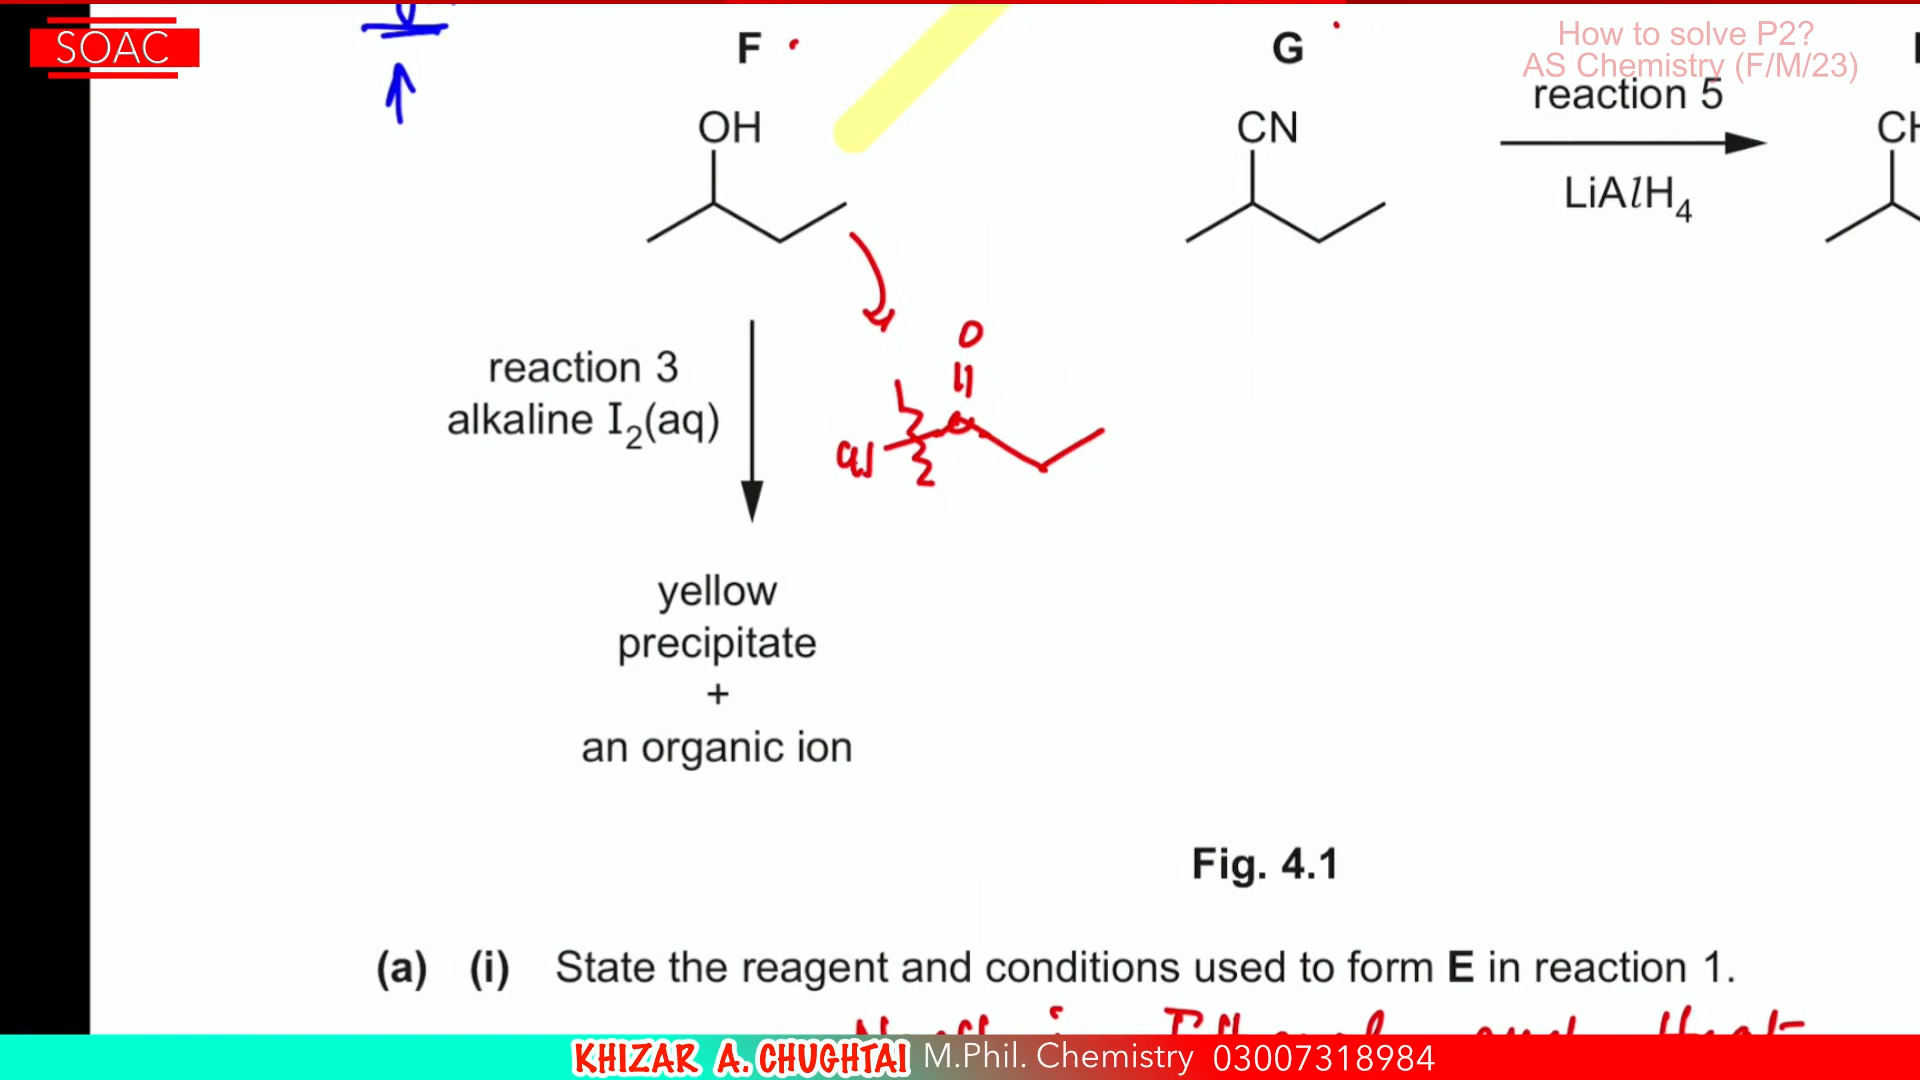 SOAC
How to solve P2?
AS Chemistry (F/M/23)
F
G
reaction 5
OH
CN
LiAlH4
O
reaction 3
alkaline I2(aq)
yellow
precipitate
+
an organic ion
Fig. 4.1
(a) (i) State the reagent and conditions used to form E in reaction 1.
KHIZAR A. CHUGHTAI M.Phil. Chemistry 03007318984